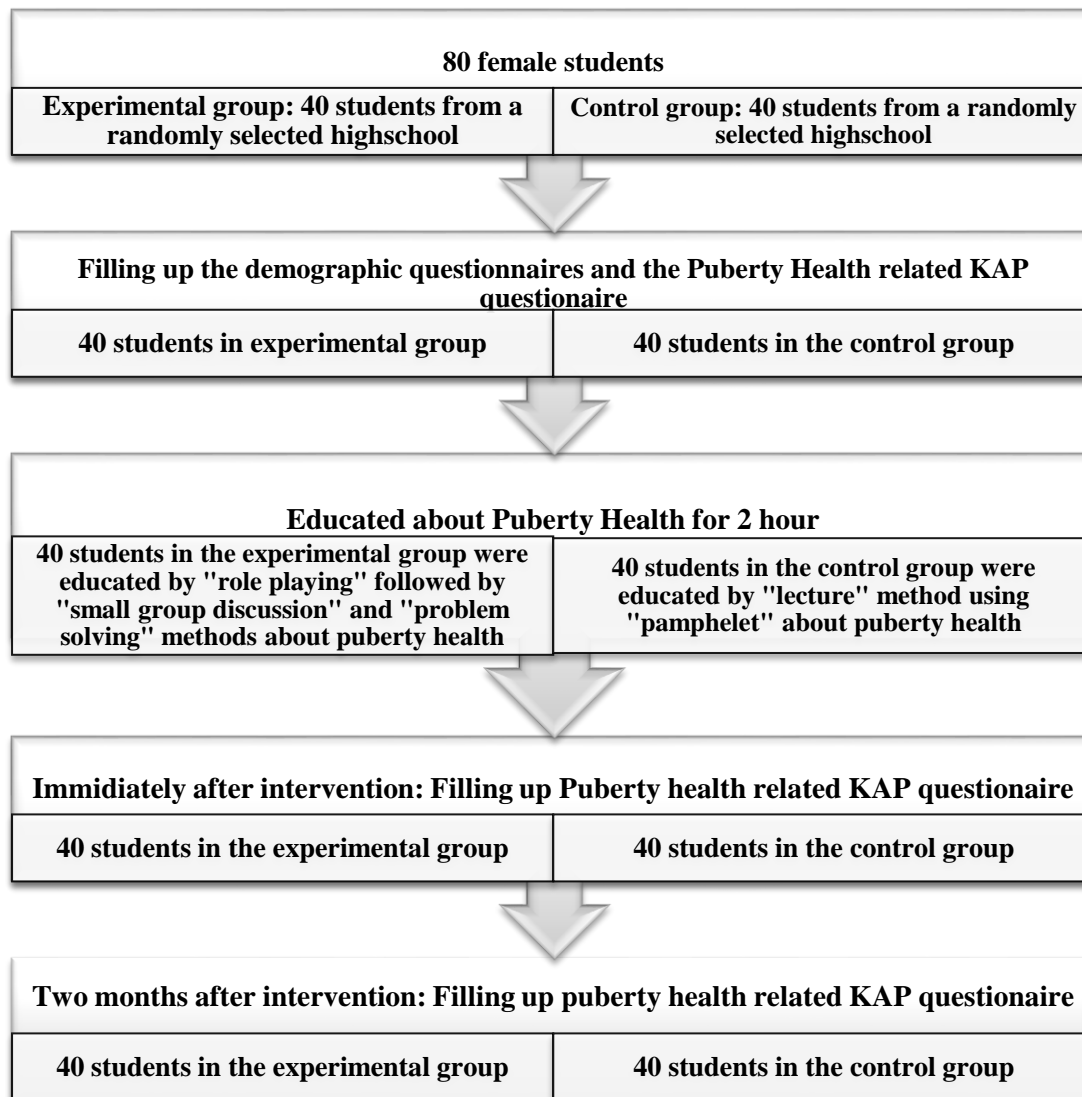 80 female students
Experimental group: 40 students from a
randomly selected highschool
Control group: 40 students from a randomly
selected highschool
Filling up the demographic questionnaires and the Puberty Health related KAP
questionaire
40 students in experimental group
40 students in the control group
Educated about Puberty Health for 2 hour
40 students in the experimental group were
educated by "role playing" followed by
"small group discussion" and "problem
solving" methods about puberty health
40 students in the control group were
educated by "lecture" method using
"pamphelet" about puberty health
Immidiately after intervention: Filling up Puberty health related KAP questionaire
40 students in the experimental group
40 students in the control group
Two months after intervention: Filling up puberty health related KAP questionaire
40 students in the experimental group
40 students in the control group